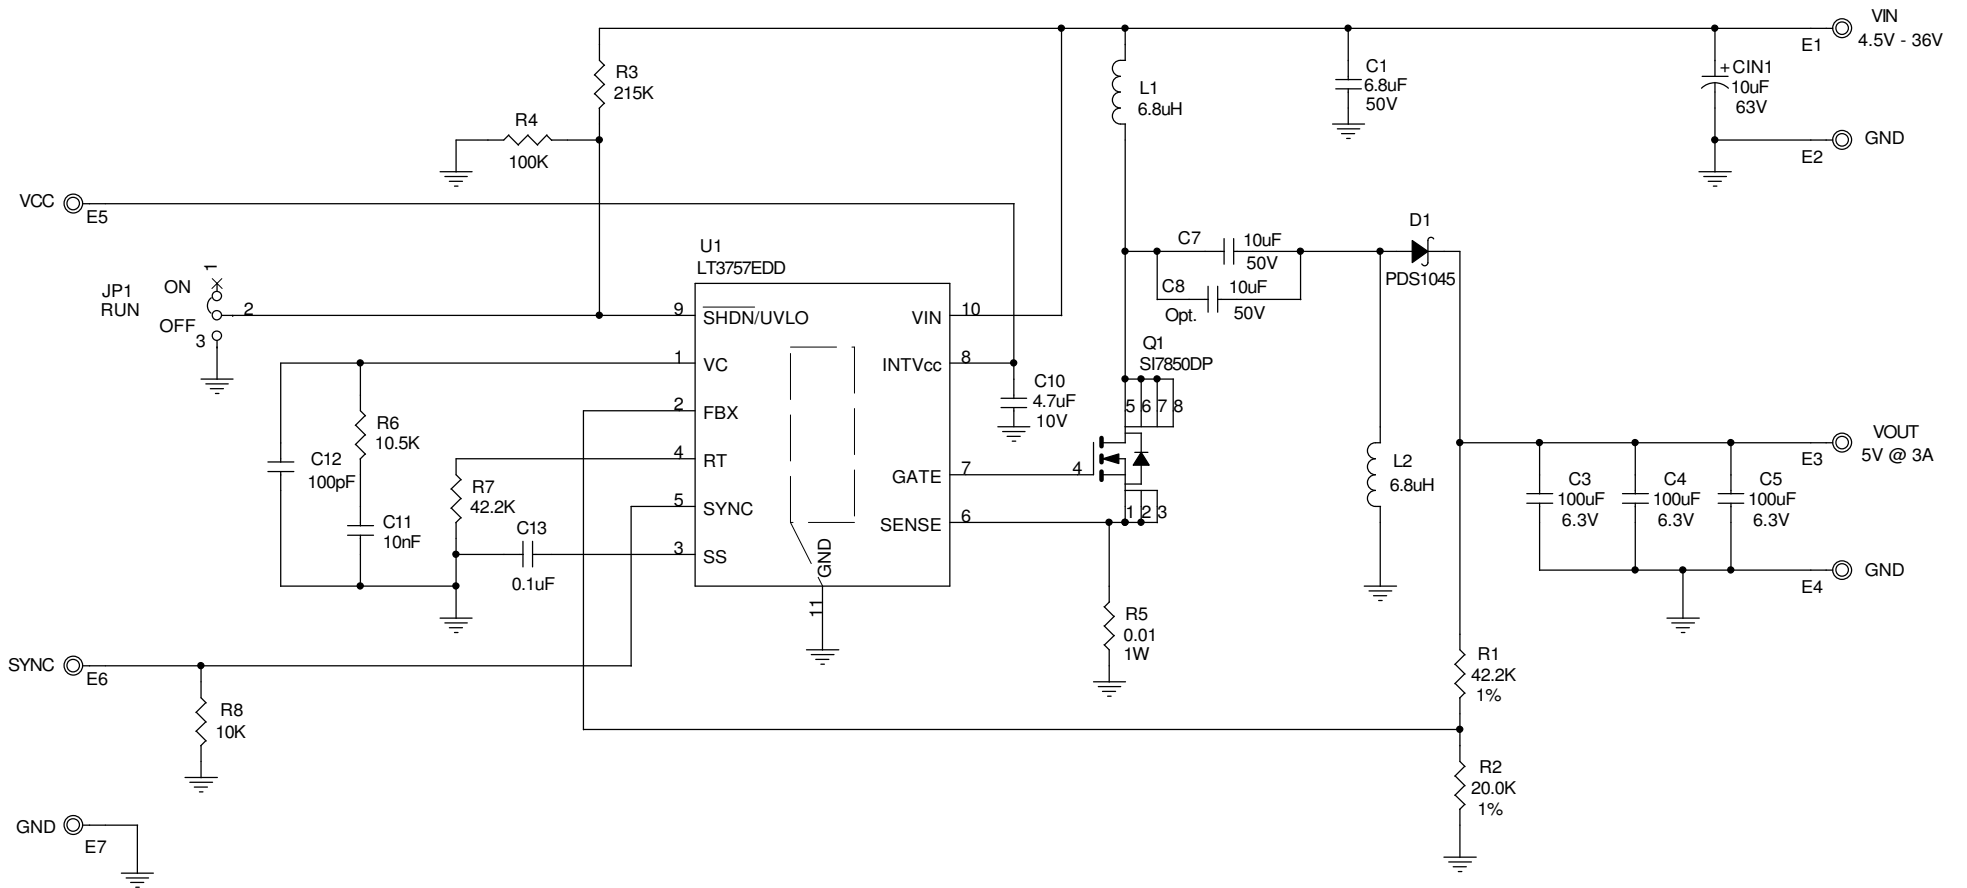 VIN
E1
4.5V - 36V
R3
215K
C1
6.8uF
50V
+
CIN1
10uF
63V
L1
6.8uH
R4
100K
E2
GND
VCC
E5
U1
LT3757EDD
C7
10uF
50V
D1
PDS1045
C8
10uF
Opt.
50V
JP1
RUN
ON
1
2
OFF
3
9
SHDN/UVLO
VIN
10
1
VC
INTVcc
8
2
FBX
4
RT
GATE
7
5
SYNC
SENSE
6
3
SS
GND
11
Q1
SI7850DP
5 6 7 8
4
1 2 3
C10
4.7uF
10V
R6
10.5K
C12
100pF
C11
10nF
R7
42.2K
C13
0.1uF
L2
6.8uH
VOUT
E3
5V @ 3A
C3
100uF
6.3V
C4
100uF
6.3V
C5
100uF
6.3V
GND
E4
R5
0.01
1W
SYNC
E6
R1
42.2K
1%
R8
10K
R2
20.0K
1%
GND
E7